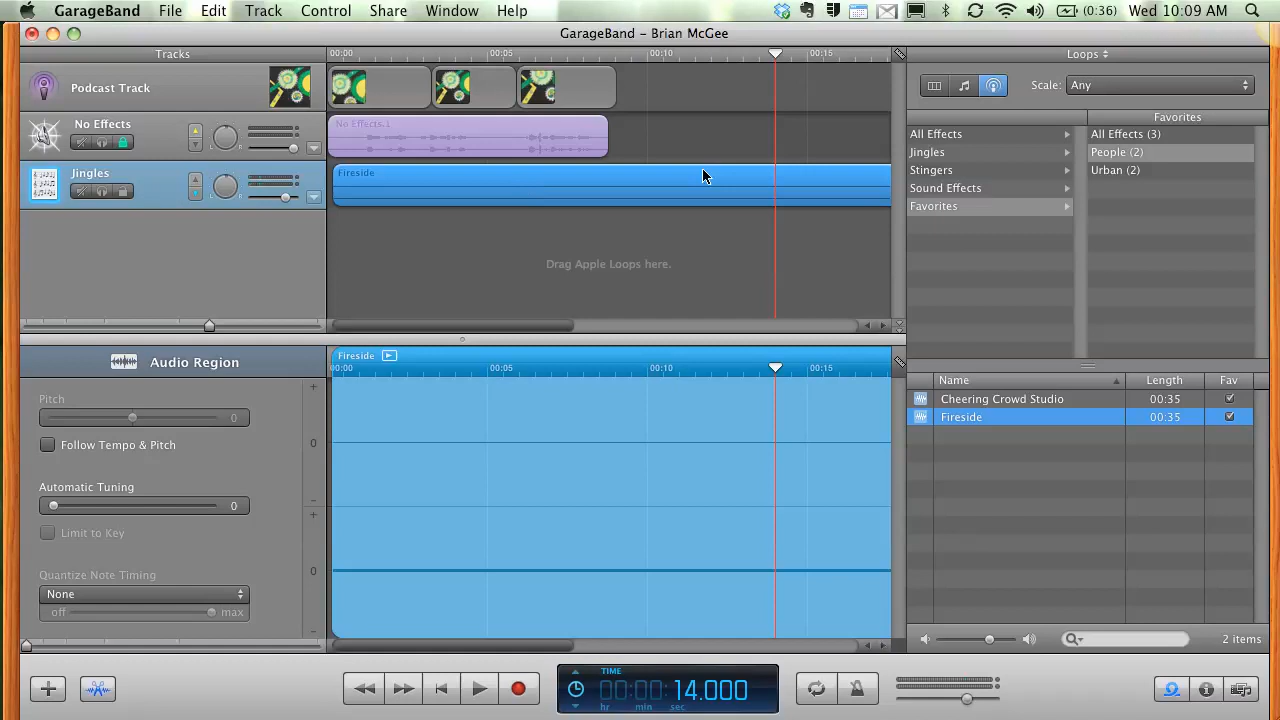 GarageBand File Edit Track Control Share Window Help (0:36) Wed 10:09 AM
GarageBand – Brian McGee
Tracks
00:00 00:05 00:10 00:15
Loops
Podcast Track
Scale: Any
No Effects
No Effects.1
Jingles
Fireside
Drag Apple Loops here.
Favorites
All Effects
Jingles
Stingers
Sound Effects
Favorites
All Effects (3)
People (2)
Urban (2)
Audio Region
Fireside
00:00 00:05 00:10 00:15
Pitch
0
Follow Tempo & Pitch
Automatic Tuning
0
Limit to Key
Quantize Note Timing
None
off max
+
0
–
+
0
–
Name Length Fav
Cheering Crowd Studio 00:35
Fireside 00:35
2 items
TIME
00:00:14.000
hr min sec